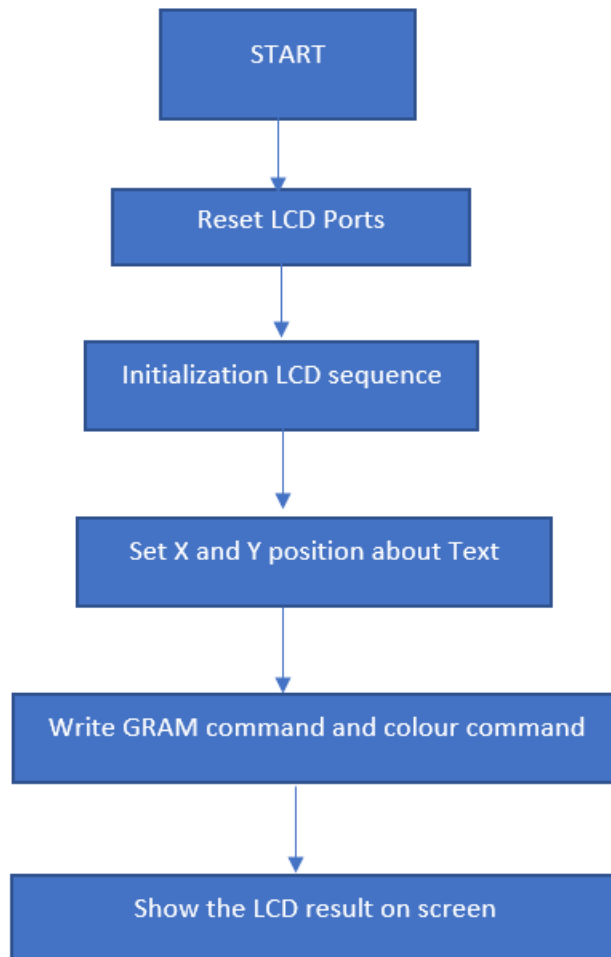 START
Reset LCD Ports
Initialization LCD sequence
Set X and Y position about Text
Write GRAM command and colour command
Show the LCD result on screen